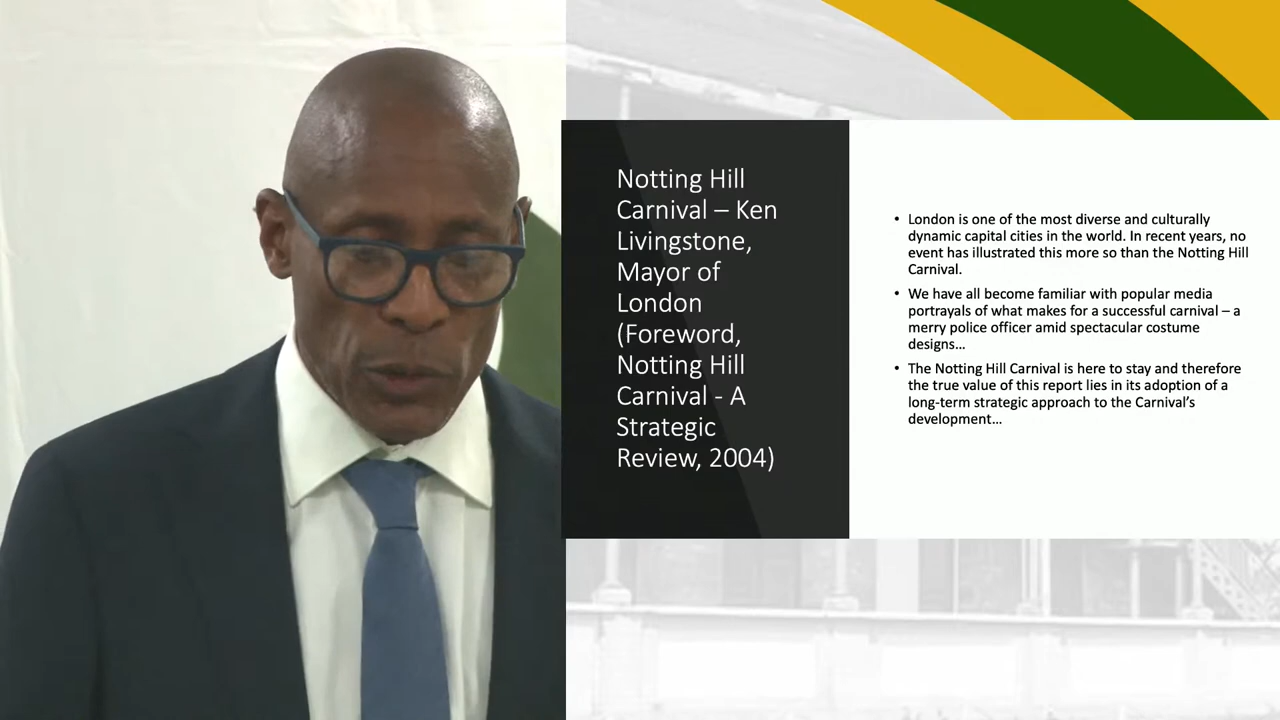 Notting Hill
Carnival – Ken
Livingstone,
Mayor of
London
(Foreword,
Notting Hill
Carnival - A
Strategic
Review, 2004)
• London is one of the most diverse and culturally
dynamic capital cities in the world. In recent years, no
event has illustrated this more so than the Notting Hill
Carnival.
• We have all become familiar with popular media
portrayals of what makes for a successful carnival – a
merry police officer amid spectacular costume
designs…
• The Notting Hill Carnival is here to stay and therefore
the true value of this report lies in its adoption of a
long-term strategic approach to the Carnival’s
development…